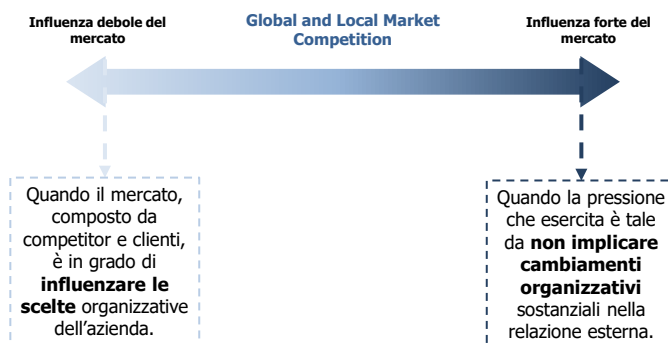 Influenza debole del
mercato
Global and Local Market
Competition
Influenza forte del
mercato
Quando il mercato,
composto da
competitor e clienti,
è in grado di
influenzare le
scelte organizzative
dell'azienda.
Quando la pressione
che esercita è tale
da non implicare
cambiamenti
organizzativi
sostanziali nella
relazione esterna.